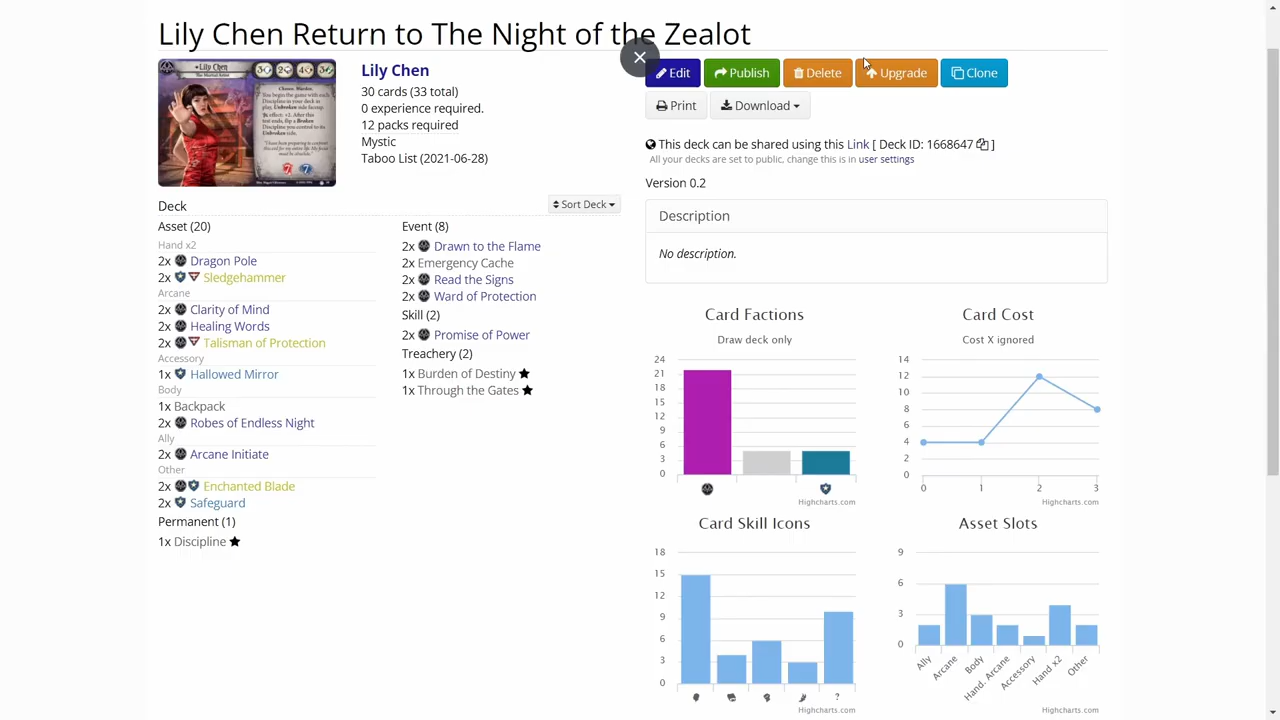 Lily Chen Return to The Night of the Zealot
Lily Chen
30 cards (33 total)
0 experience required.
12 packs required
Mystic
Taboo List (2021-06-28)
Edit
Publish
Delete
Upgrade
Clone
Print
Download
This deck can be shared using this Link [ Deck ID: 1668647 ]
All your decks are set to public, change this is in user settings
Version 0.2
Description
No description.
Deck
Sort Deck
Asset (20)
Hand x2
2x Dragon Pole
2x Sledgehammer
Arcane
2x Clarity of Mind
2x Healing Words
2x Talisman of Protection
Accessory
1x Hallowed Mirror
Body
1x Backpack
2x Robes of Endless Night
Ally
2x Arcane Initiate
Other
2x Enchanted Blade
2x Safeguard
Permanent (1)
1x Discipline
Event (8)
2x Drawn to the Flame
2x Emergency Cache
2x Read the Signs
2x Ward of Protection
Skill (2)
2x Promise of Power
Treachery (2)
1x Burden of Destiny
1x Through the Gates
Card Factions
Draw deck only
24
21
18
15
12
9
6
3
0
Highcharts.com
Card Cost
Cost X ignored
14
12
10
8
6
4
2
0
0 1 2 3
Highcharts.com
Card Skill Icons
18
15
12
9
6
3
0
?
Highcharts.com
Asset Slots
9
6
3
0
Ally
Arcane
Body
Hand. Arcane
Accessory
Hand x2
Other
Highcharts.com